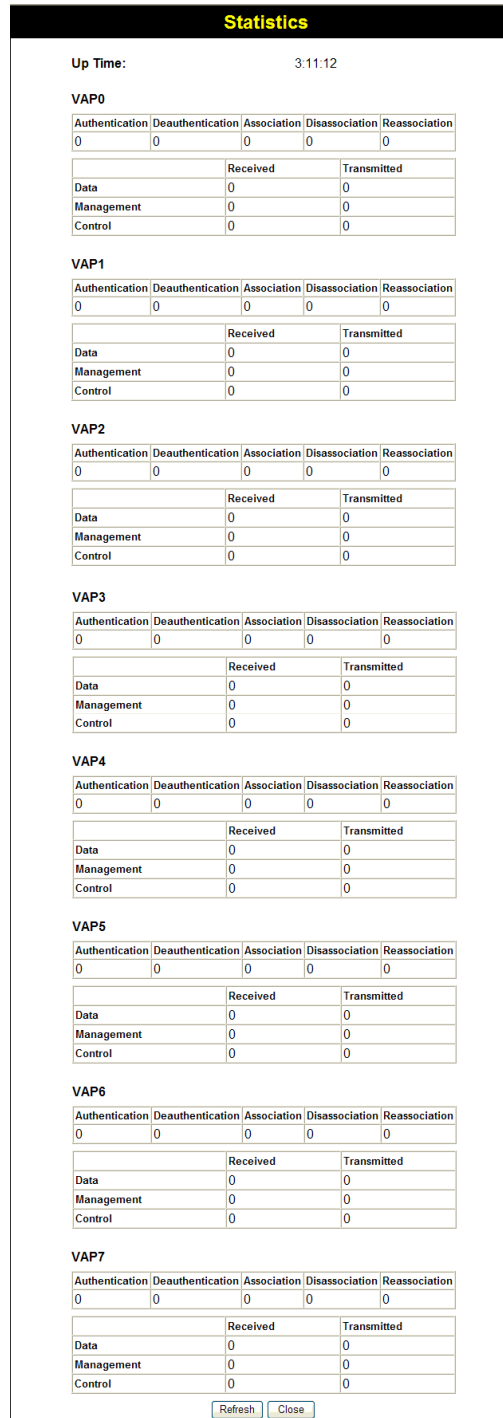 Statistics
Up Time: 3:11:12
VAP0
Authentication Deauthentication Association Disassociation Reassociation
0 0 0 0 0
Received Transmitted
Data 0 0
Management 0 0
Control 0 0
VAP1
Authentication Deauthentication Association Disassociation Reassociation
0 0 0 0 0
Received Transmitted
Data 0 0
Management 0 0
Control 0 0
VAP2
Authentication Deauthentication Association Disassociation Reassociation
0 0 0 0 0
Received Transmitted
Data 0 0
Management 0 0
Control 0 0
VAP3
Authentication Deauthentication Association Disassociation Reassociation
0 0 0 0 0
Received Transmitted
Data 0 0
Management 0 0
Control 0 0
VAP4
Authentication Deauthentication Association Disassociation Reassociation
0 0 0 0 0
Received Transmitted
Data 0 0
Management 0 0
Control 0 0
VAP5
Authentication Deauthentication Association Disassociation Reassociation
0 0 0 0 0
Received Transmitted
Data 0 0
Management 0 0
Control 0 0
VAP6
Authentication Deauthentication Association Disassociation Reassociation
0 0 0 0 0
Received Transmitted
Data 0 0
Management 0 0
Control 0 0
VAP7
Authentication Deauthentication Association Disassociation Reassociation
0 0 0 0 0
Received Transmitted
Data 0 0
Management 0 0
Control 0 0
Refresh Close